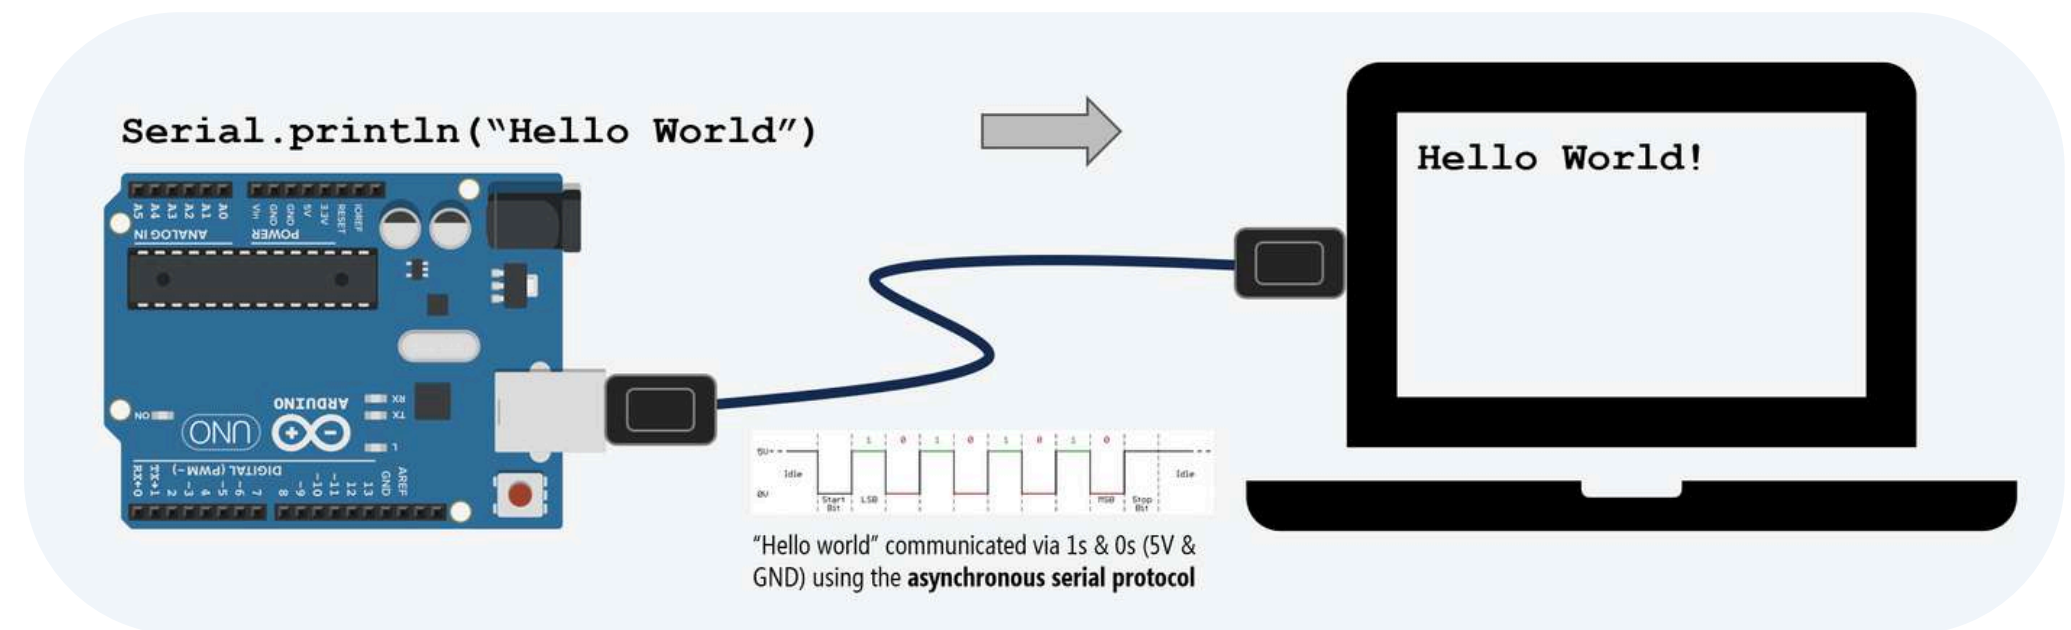 Serial.println(“Hello World”)
Hello World!
A5 A4 A3 A2 A1 A0
Vin GND GND 5V 3.3V RESET IOREF
ANALOG IN
POWER
RX
TX
L
ON
UNO
ARDUINO
DIGITAL (PWM ~)
RX←0 TX→1 2 ~3 4 ~5 ~6 7 8 ~9 ~10 ~11 12 13 GND AREF
1 0 1 0 1 0 1 0
5V
Idle
Idle
0V
Start Bit
LSB
MSB
Stop Bit
“Hello world” communicated via 1s & 0s (5V &
GND) using the asynchronous serial protocol